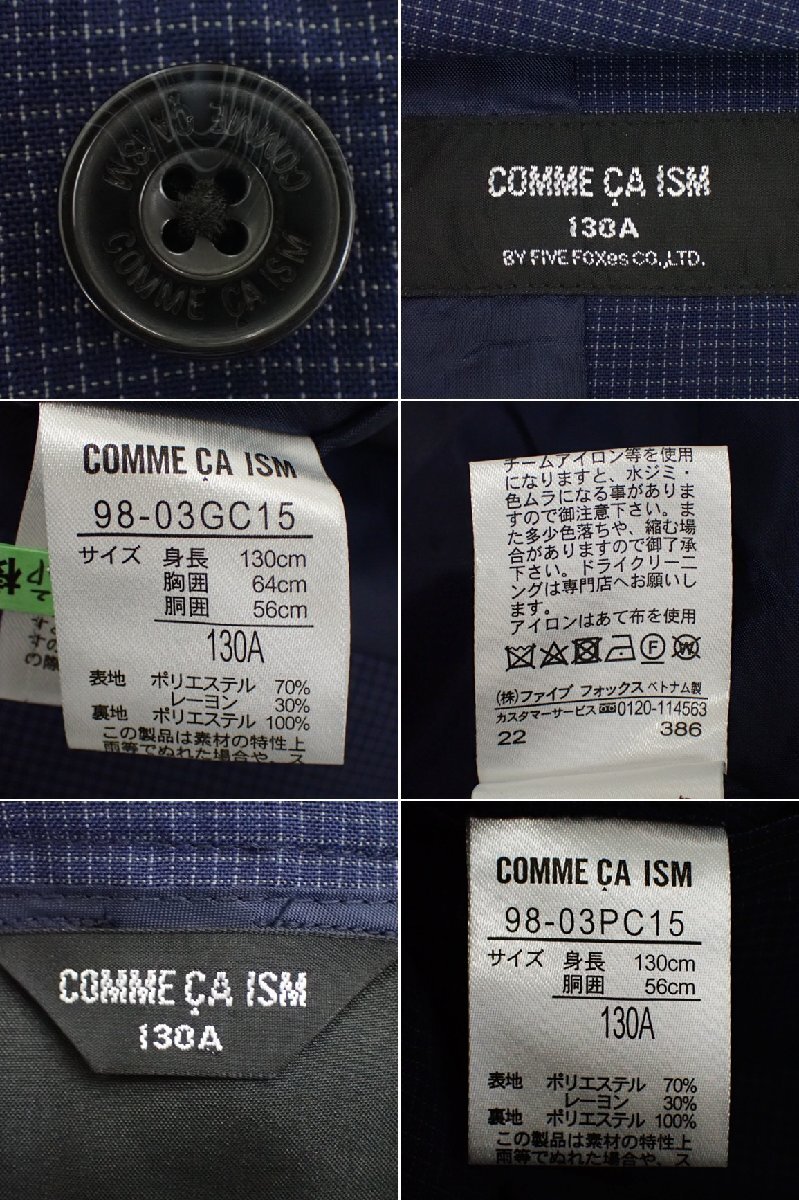 COMME ÇA ISM
COMME ÇA ISM
COMME ÇA ISM
130A
BY FIVE FOXes CO.,LTD.
COMME ÇA ISM
98-03GC15
サイズ 身長 130cm
胸囲 64cm
胴囲 56cm
130A
表地 ポリエステル 70%
レーヨン 30%
裏地 ポリエステル 100%
この製品は素材の特性上
雨等でぬれた場合や、ス
チームアイロン等を使用
になりますと、水ジミ・
色ムラになる事がありま
すので御注意下さい。ま
た多少色落ちや、縮む場
合がありますので御了承
下さい。ドライクリーニ
ングは専門店へお願いし
ます。
アイロンはあて布を使用
(株)ファイブ フォックス ベトナム製
カスタマーサービス 0120-114563
22 386
COMME ÇA ISM
130A
COMME ÇA ISM
98-03PC15
サイズ 身長 130cm
胴囲 56cm
130A
表地 ポリエステル 70%
レーヨン 30%
裏地 ポリエステル 100%
この製品は素材の特性上
雨等でぬれた場合や、ス